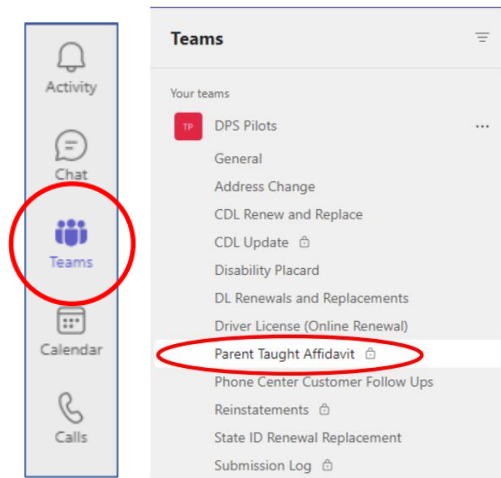 Activity
Chat
Teams
Calendar
Calls
Teams
Your teams
TP DPS Pilots ...
General
Address Change
CDL Renew and Replace
CDL Update
Disability Placard
DL Renewals and Replacements
Driver License (Online Renewal)
Parent Taught Affidavit
Phone Center Customer Follow Ups
Reinstatements
State ID Renewal Replacement
Submission Log